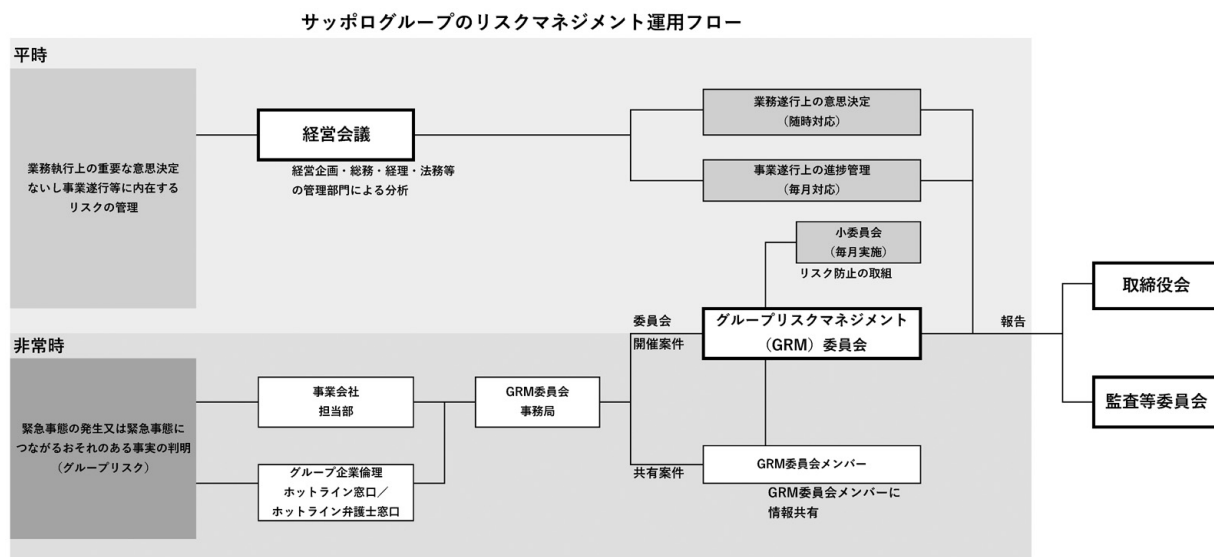 サッポログループのリスクマネジメント運用フロー
平時
業務執行上の重要な意思決定
ないし事業遂行等に内在する
リスクの管理
経営会議
経営企画・総務・経理・法務等
の管理部門による分析
業務遂行上の意思決定
（随時対応）
事業遂行上の進捗管理
（毎月対応）
小委員会
（毎月実施）
リスク防止の取組
グループリスクマネジメント
（GRM）委員会
委員会
開催案件
報告
取締役会
監査等委員会
非常時
緊急事態の発生又は緊急事態に
つながるおそれのある事実の判明
（グループリスク）
事業会社
担当部
グループ企業倫理
ホットライン窓口／
ホットライン弁護士窓口
GRM委員会
事務局
共有案件
GRM委員会メンバー
GRM委員会メンバーに
情報共有